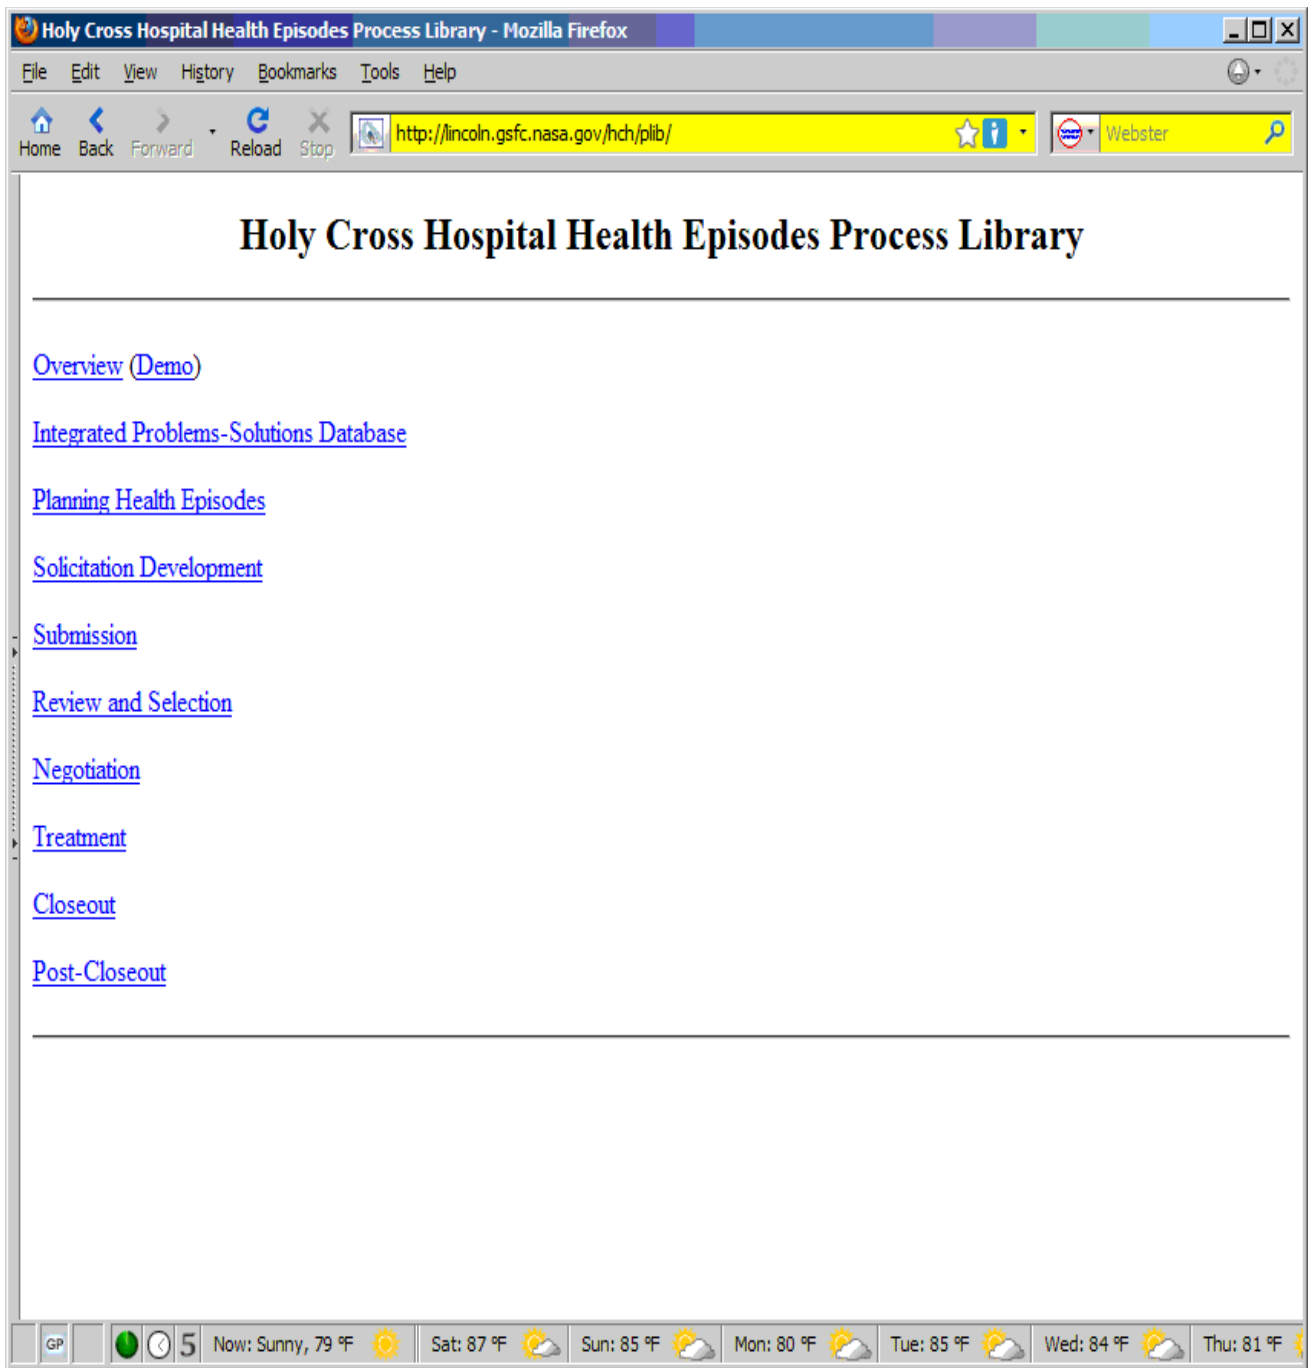 Holy Cross Hospital Health Episodes Process Library - Mozilla Firefox
File Edit View History Bookmarks Tools Help
Home Back Forward Reload Stop http://lincoln.gsfc.nasa.gov/hch/plib/ Webster
Holy Cross Hospital Health Episodes Process Library
Overview (Demo)
Integrated Problems-Solutions Database
Planning Health Episodes
Solicitation Development
Submission
Review and Selection
Negotiation
Treatment
Closeout
Post-Closeout
GP 5 Now: Sunny, 79 °F Sat: 87 °F Sun: 85 °F Mon: 80 °F Tue: 85 °F Wed: 84 °F Thu: 81 °F